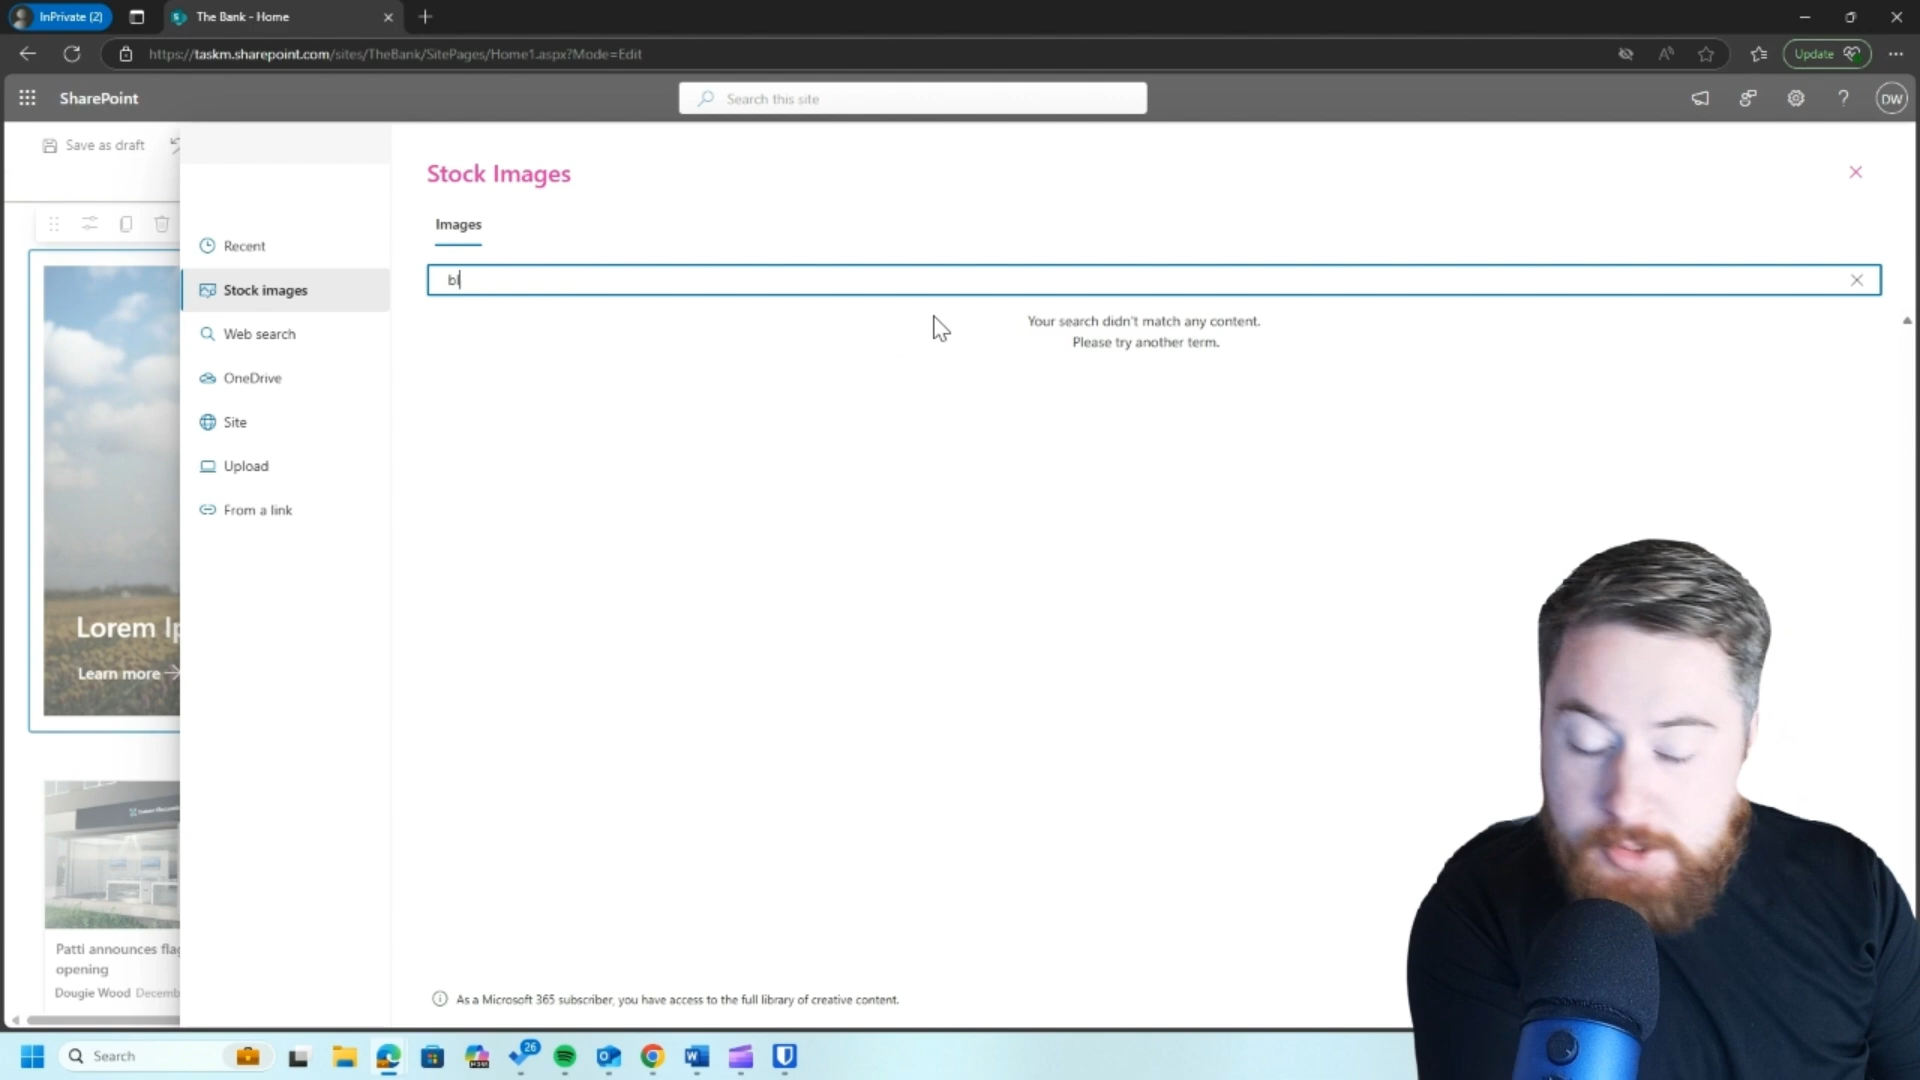 InPrivate (2)
The Bank - Home
https://taskm.sharepoint.com/sites/TheBank/SitePages/Home1.aspx?Mode=Edit
Update
SharePoint
Search this site
DW
Save as draft
Stock Images
Images
Recent
bl
Stock images
Your search didn't match any content.
Please try another term.
Web search
OneDrive
Site
Upload
From a link
Lorem Ip
Learn more
Patti announces flag
opening
Dougie Wood Decemb
As a Microsoft 365 subscriber, you have access to the full library of creative content.
Search
26